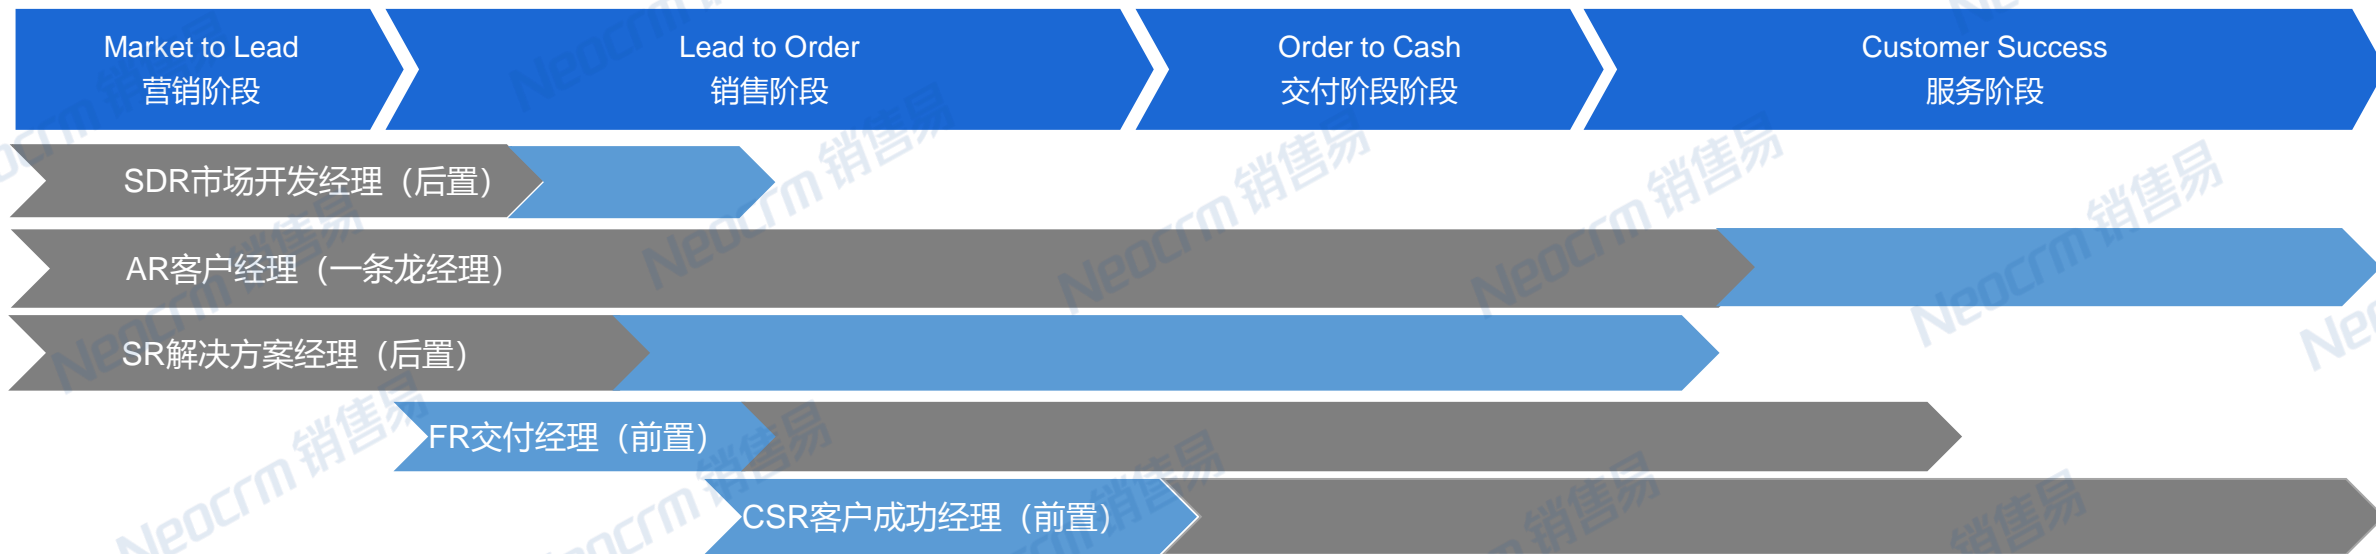 Market to Lead
营销阶段
Lead to Order
销售阶段
Order to Cash
交付阶段阶段
Customer Success
服务阶段
SDR市场开发经理（后置）
AR客户经理（一条龙经理）
SR解决方案经理（后置）
FR交付经理（前置）
CSR客户成功经理（前置）
Neocrm 销售易